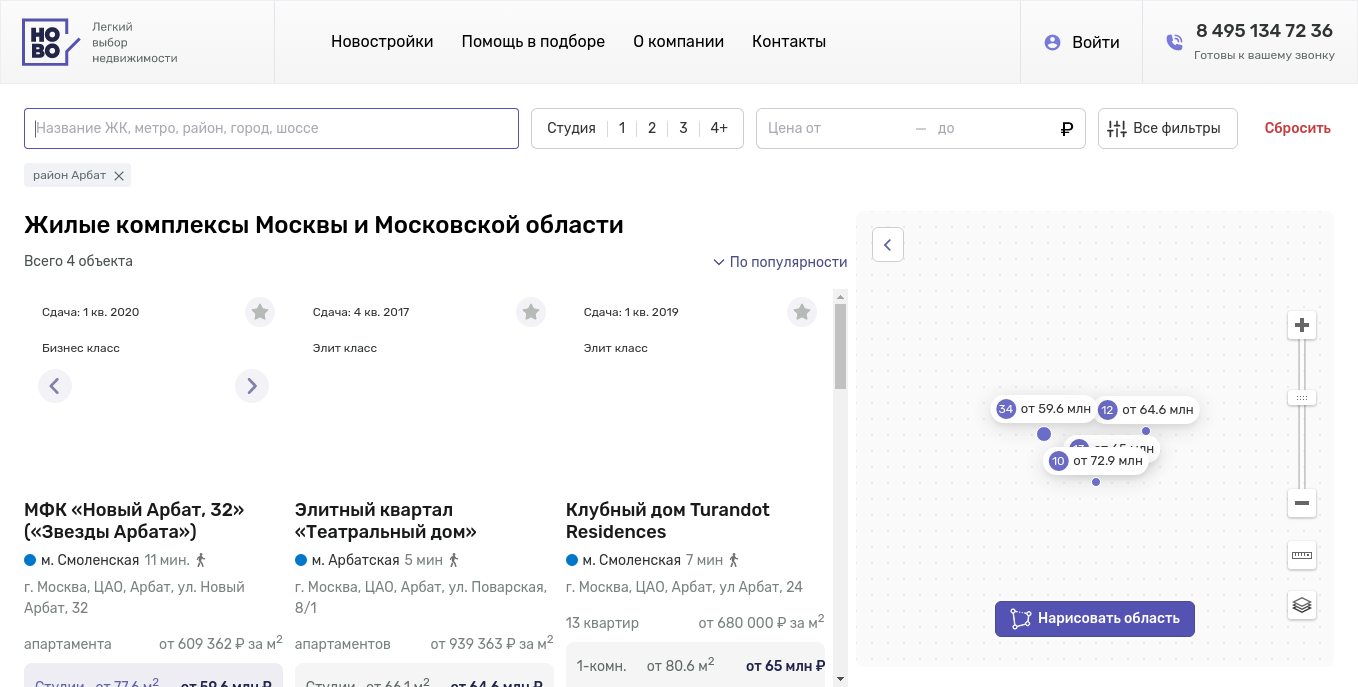 НО
ВО
Легкий
выбор
недвижимости
Новостройки
Помощь в подборе
О компании
Контакты
Войти
8 495 134 72 36
Готовы к вашему звонку
Название ЖК, метро, район, город, шоссе
Студия 1 2 3 4+
Цена от — до ₽
Все фильтры
Сбросить
район Арбат
Жилые комплексы Москвы и Московской области
Всего 4 объекта
По популярности
Сдача: 1 кв. 2020
Бизнес класс
МФК «Новый Арбат, 32»
(«Звезды Арбата»)
м. Смоленская 11 мин.
г. Москва, ЦАО, Арбат, ул. Новый
Арбат, 32
апартамента от 609 362 ₽ за м²
Студии от 77.6 м² от 59.6 млн ₽
Сдача: 4 кв. 2017
Элит класс
Элитный квартал
«Театральный дом»
м. Арбатская 5 мин
г. Москва, ЦАО, Арбат, ул. Поварская,
8/1
апартаментов от 939 363 ₽ за м²
Студии от 66.1 м² от 64.6 млн ₽
Сдача: 1 кв. 2019
Элит класс
Клубный дом Turandot
Residences
м. Смоленская 7 мин
г. Москва, ЦАО, Арбат, ул Арбат, 24
13 квартир от 680 000 ₽ за м²
1-комн. от 80.6 м² от 65 млн ₽
34 от 59.6 млн
12 от 64.6 млн
13 от 65 млн
10 от 72.9 млн
Нарисовать область